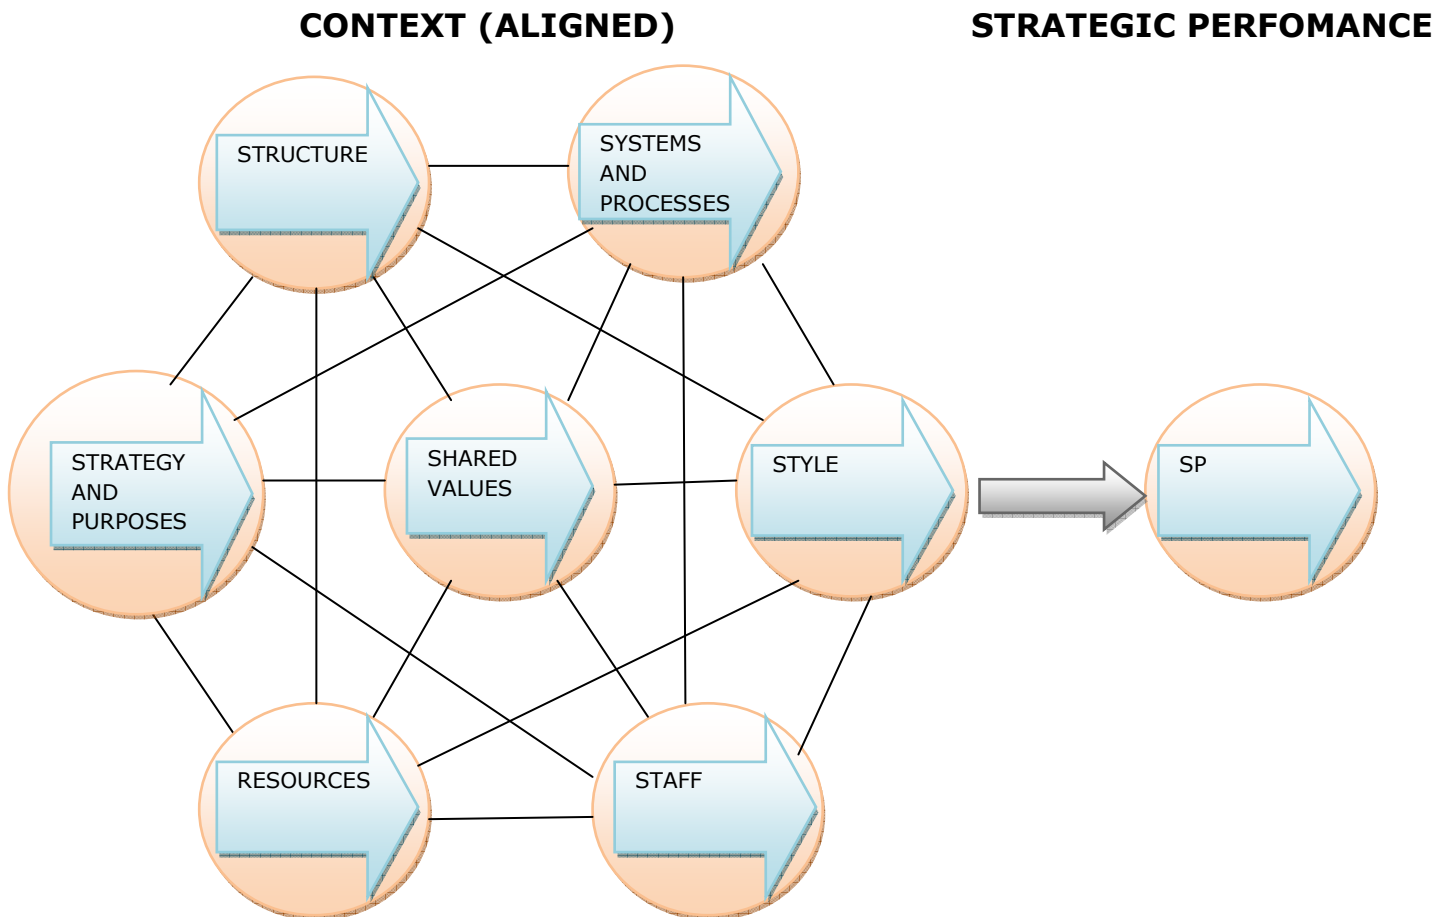 CONTEXT (ALIGNED)
STRATEGIC PERFOMANCE
STRUCTURE
SYSTEMS
AND
PROCESSES
STRATEGY
AND
PURPOSES
SHARED
VALUES
STYLE
SP
RESOURCES
STAFF